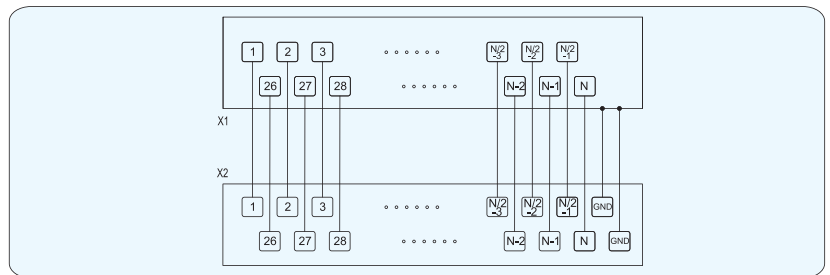 1 2 3 N/2 -3 N/2 -2 N/2 -1
26 27 28 N-2 N-1 N
X1
X2
1 2 3 N/2 -3 N/2 -2 N/2 -1 GND
26 27 28 N-2 N-1 N GND